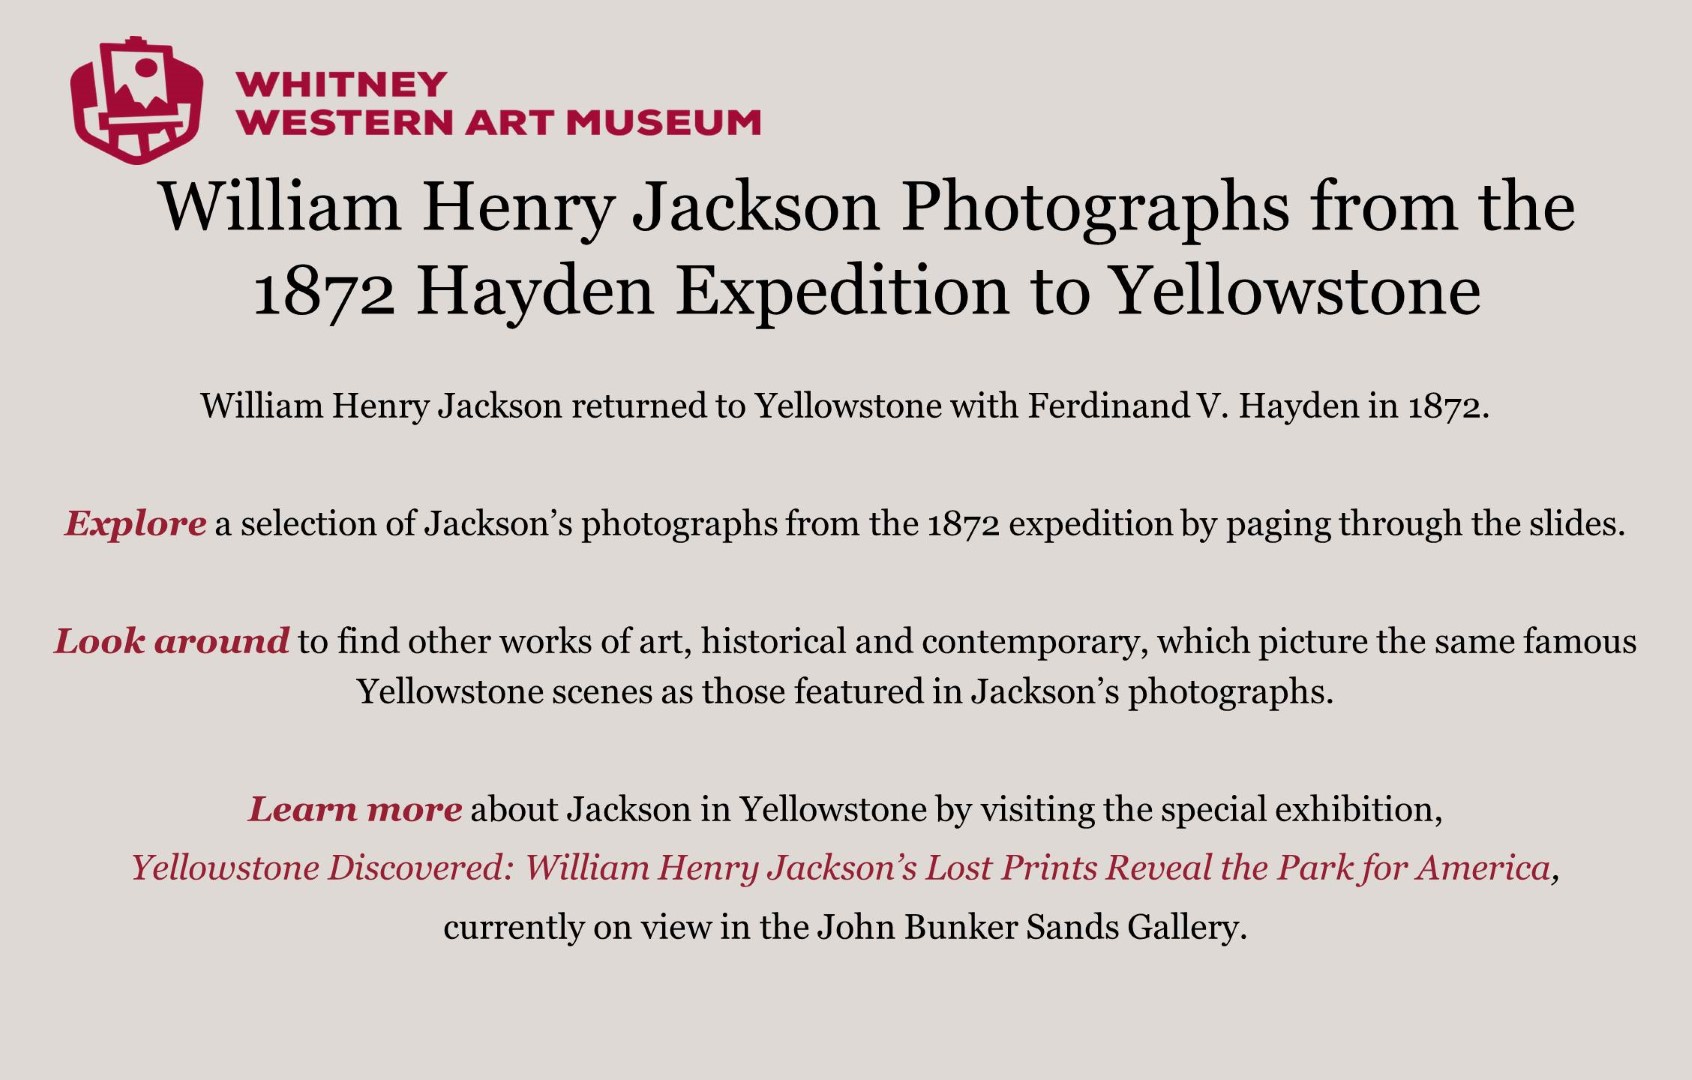 WHITNEY
WESTERN ART MUSEUM
William Henry Jackson Photographs from the
1872 Hayden Expedition to Yellowstone
William Henry Jackson returned to Yellowstone with Ferdinand V. Hayden in 1872.
Explore a selection of Jackson’s photographs from the 1872 expedition by paging through the slides.
Look around to find other works of art, historical and contemporary, which picture the same famous
Yellowstone scenes as those featured in Jackson’s photographs.
Learn more about Jackson in Yellowstone by visiting the special exhibition,
Yellowstone Discovered: William Henry Jackson’s Lost Prints Reveal the Park for America,
currently on view in the John Bunker Sands Gallery.